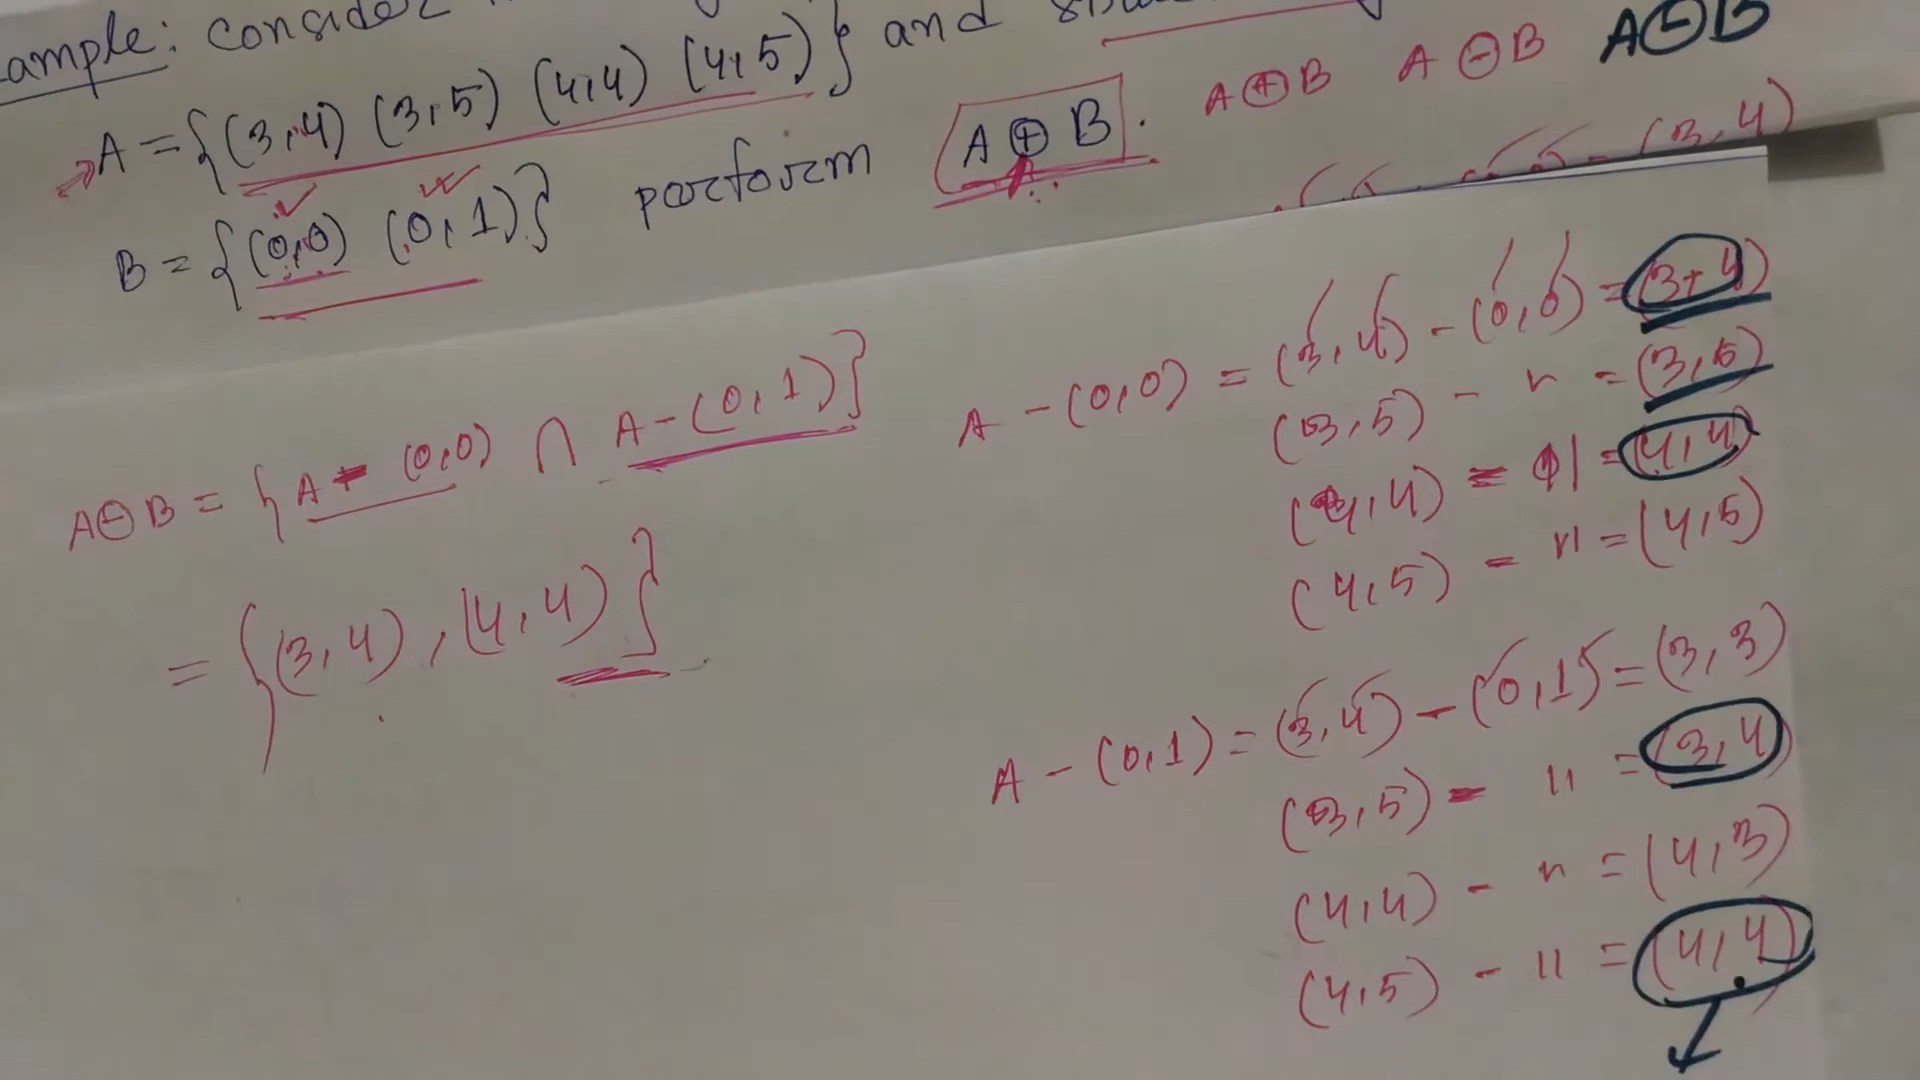 ample: consider
A = {(3,4) (3,5) (4,4) (4,5)} and
B = {(0,0) (0,1)} perform A ⊕ B.
A⊕B A⊖B A⊖B
(3,4)
A⊖B = {A - (0,0) ∩ A-(0,1)}
= {(3,4), (4,4)}
A - (0,0) = (3,4) - (0,0) = (3+4)
(3,5) - " = (3,5)
(4,4) - " = (4,4)
(4,5) - " = (4,5)
A - (0,1) = (3,4) - (0,1) = (3,3)
(3,5) - " = (3,4)
(4,4) - " = (4,3)
(4,5) - " = (4,4)